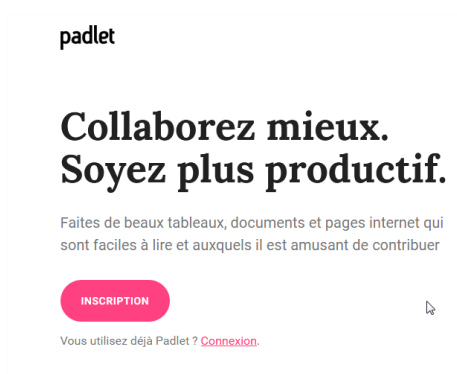 padlet
Collaborez mieux.
Soyez plus productif.
Faites de beaux tableaux, documents et pages internet qui
sont faciles à lire et auxquels il est amusant de contribuer
INSCRIPTION
Vous utilisez déjà Padlet ? Connexion.